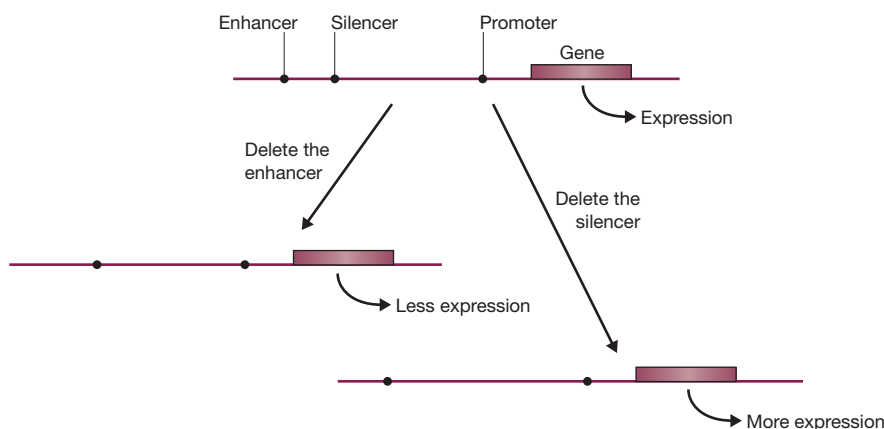 Enhancer Silencer Promoter
Gene
Expression
Delete the
enhancer
Delete the
silencer
Less expression
More expression